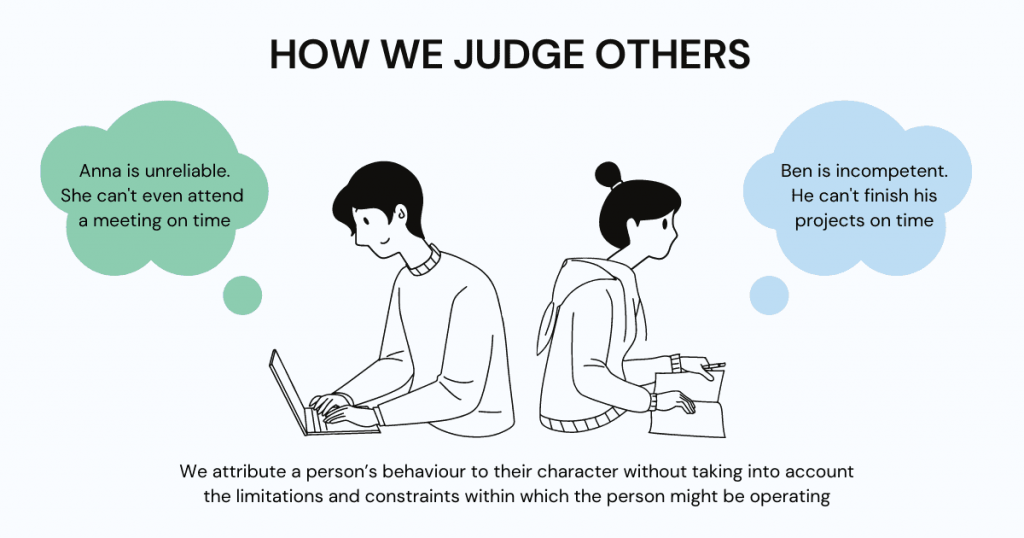 HOW WE JUDGE OTHERS
Anna is unreliable.
She can't even attend
a meeting on time
Ben is incompetent.
He can't finish his
projects on time
We attribute a person’s behaviour to their character without taking into account
the limitations and constraints within which the person might be operating